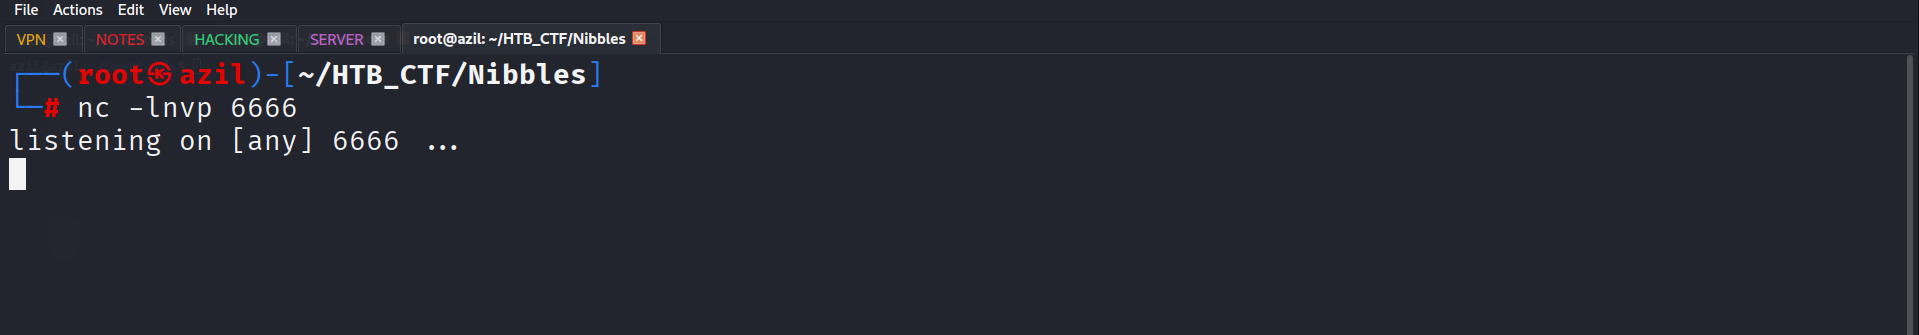 File Actions Edit View Help
VPN NOTES HACKING SERVER root@azil: ~/HTB_CTF/Nibbles
┌──(root㉿azil)-[~/HTB_CTF/Nibbles]
└─# nc -lnvp 6666
listening on [any] 6666 ...